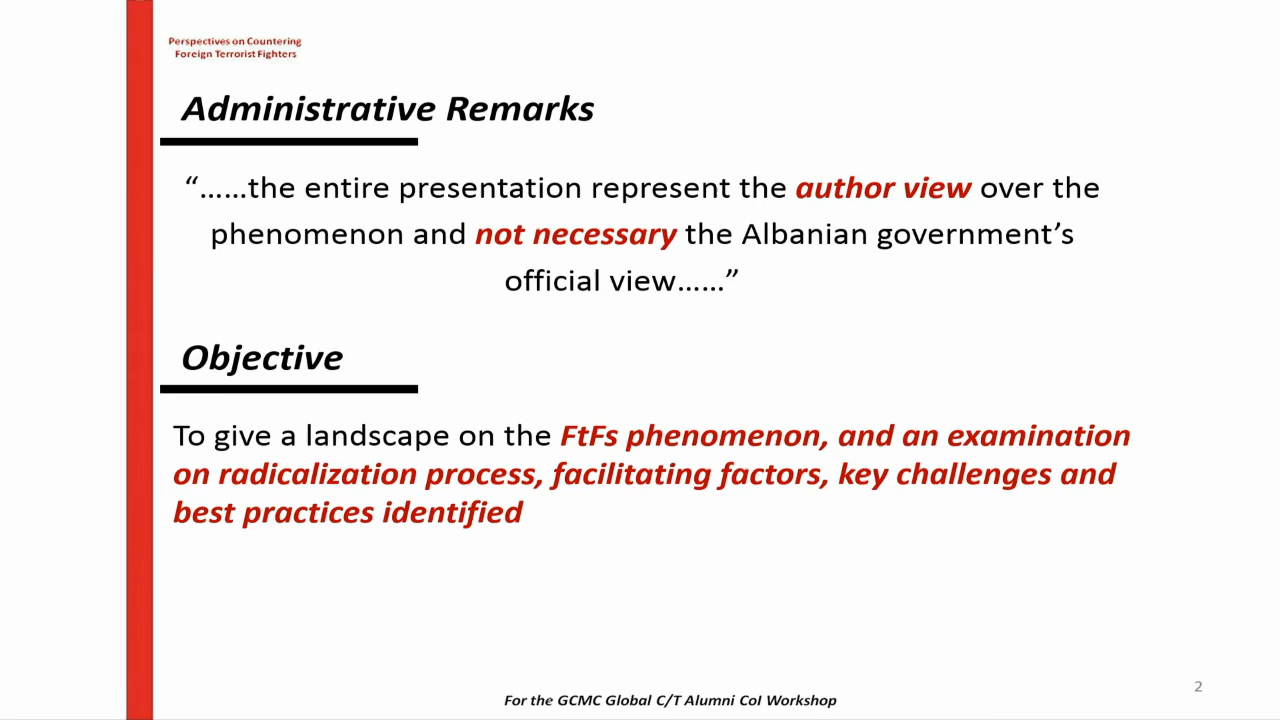 Perspectives on Countering
Foreign Terrorist Fighters
Administrative Remarks
“……the entire presentation represent the author view over the
phenomenon and not necessary the Albanian government’s
official view……”
Objective
To give a landscape on the FtFs phenomenon, and an examination
on radicalization process, facilitating factors, key challenges and
best practices identified
For the GCMC Global C/T Alumni CoI Workshop
2